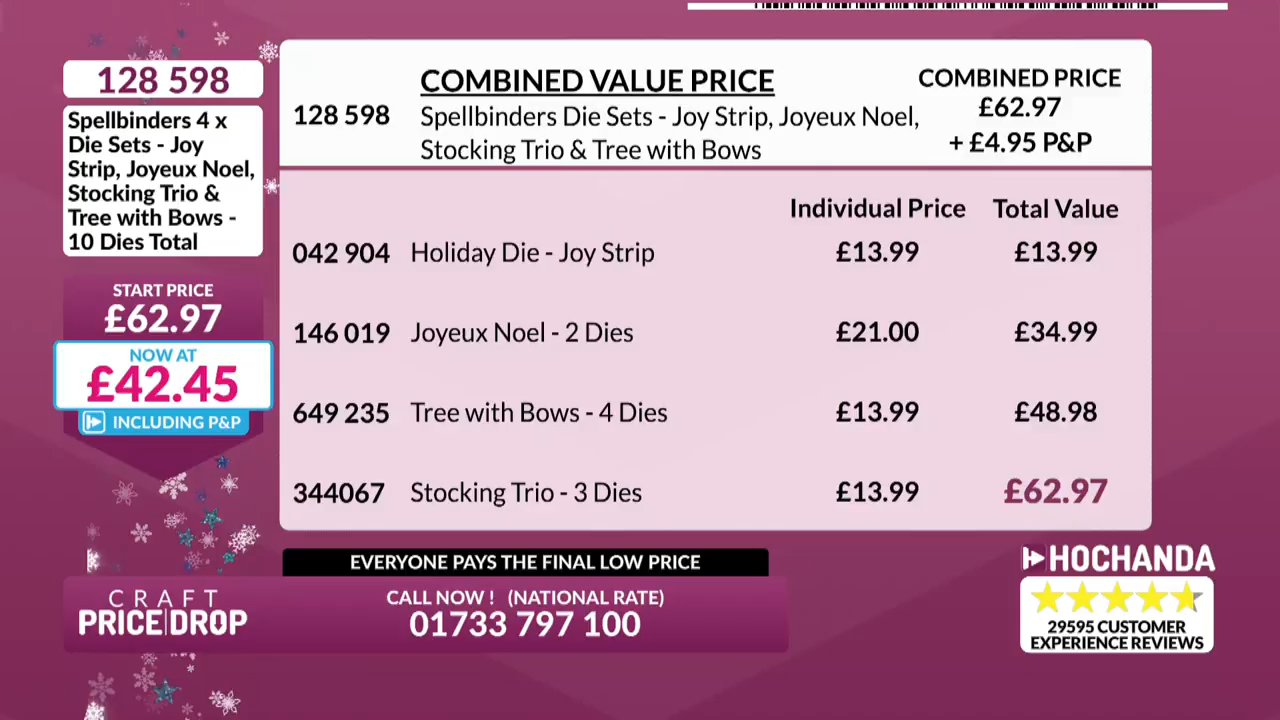 128 598
Spellbinders 4 x
Die Sets - Joy
Strip, Joyeux Noel,
Stocking Trio &
Tree with Bows -
10 Dies Total
START PRICE
£62.97
NOW AT
£42.45
INCLUDING P&P
COMBINED VALUE PRICE
128 598
Spellbinders Die Sets - Joy Strip, Joyeux Noel,
Stocking Trio & Tree with Bows
COMBINED PRICE
£62.97
+ £4.95 P&P
Individual Price Total Value
042 904 Holiday Die - Joy Strip £13.99 £13.99
146 019 Joyeux Noel - 2 Dies £21.00 £34.99
649 235 Tree with Bows - 4 Dies £13.99 £48.98
344067 Stocking Trio - 3 Dies £13.99 £62.97
EVERYONE PAYS THE FINAL LOW PRICE
CRAFT
PRICE DROP
CALL NOW ! (NATIONAL RATE)
01733 797 100
HOCHANDA
29595 CUSTOMER
EXPERIENCE REVIEWS